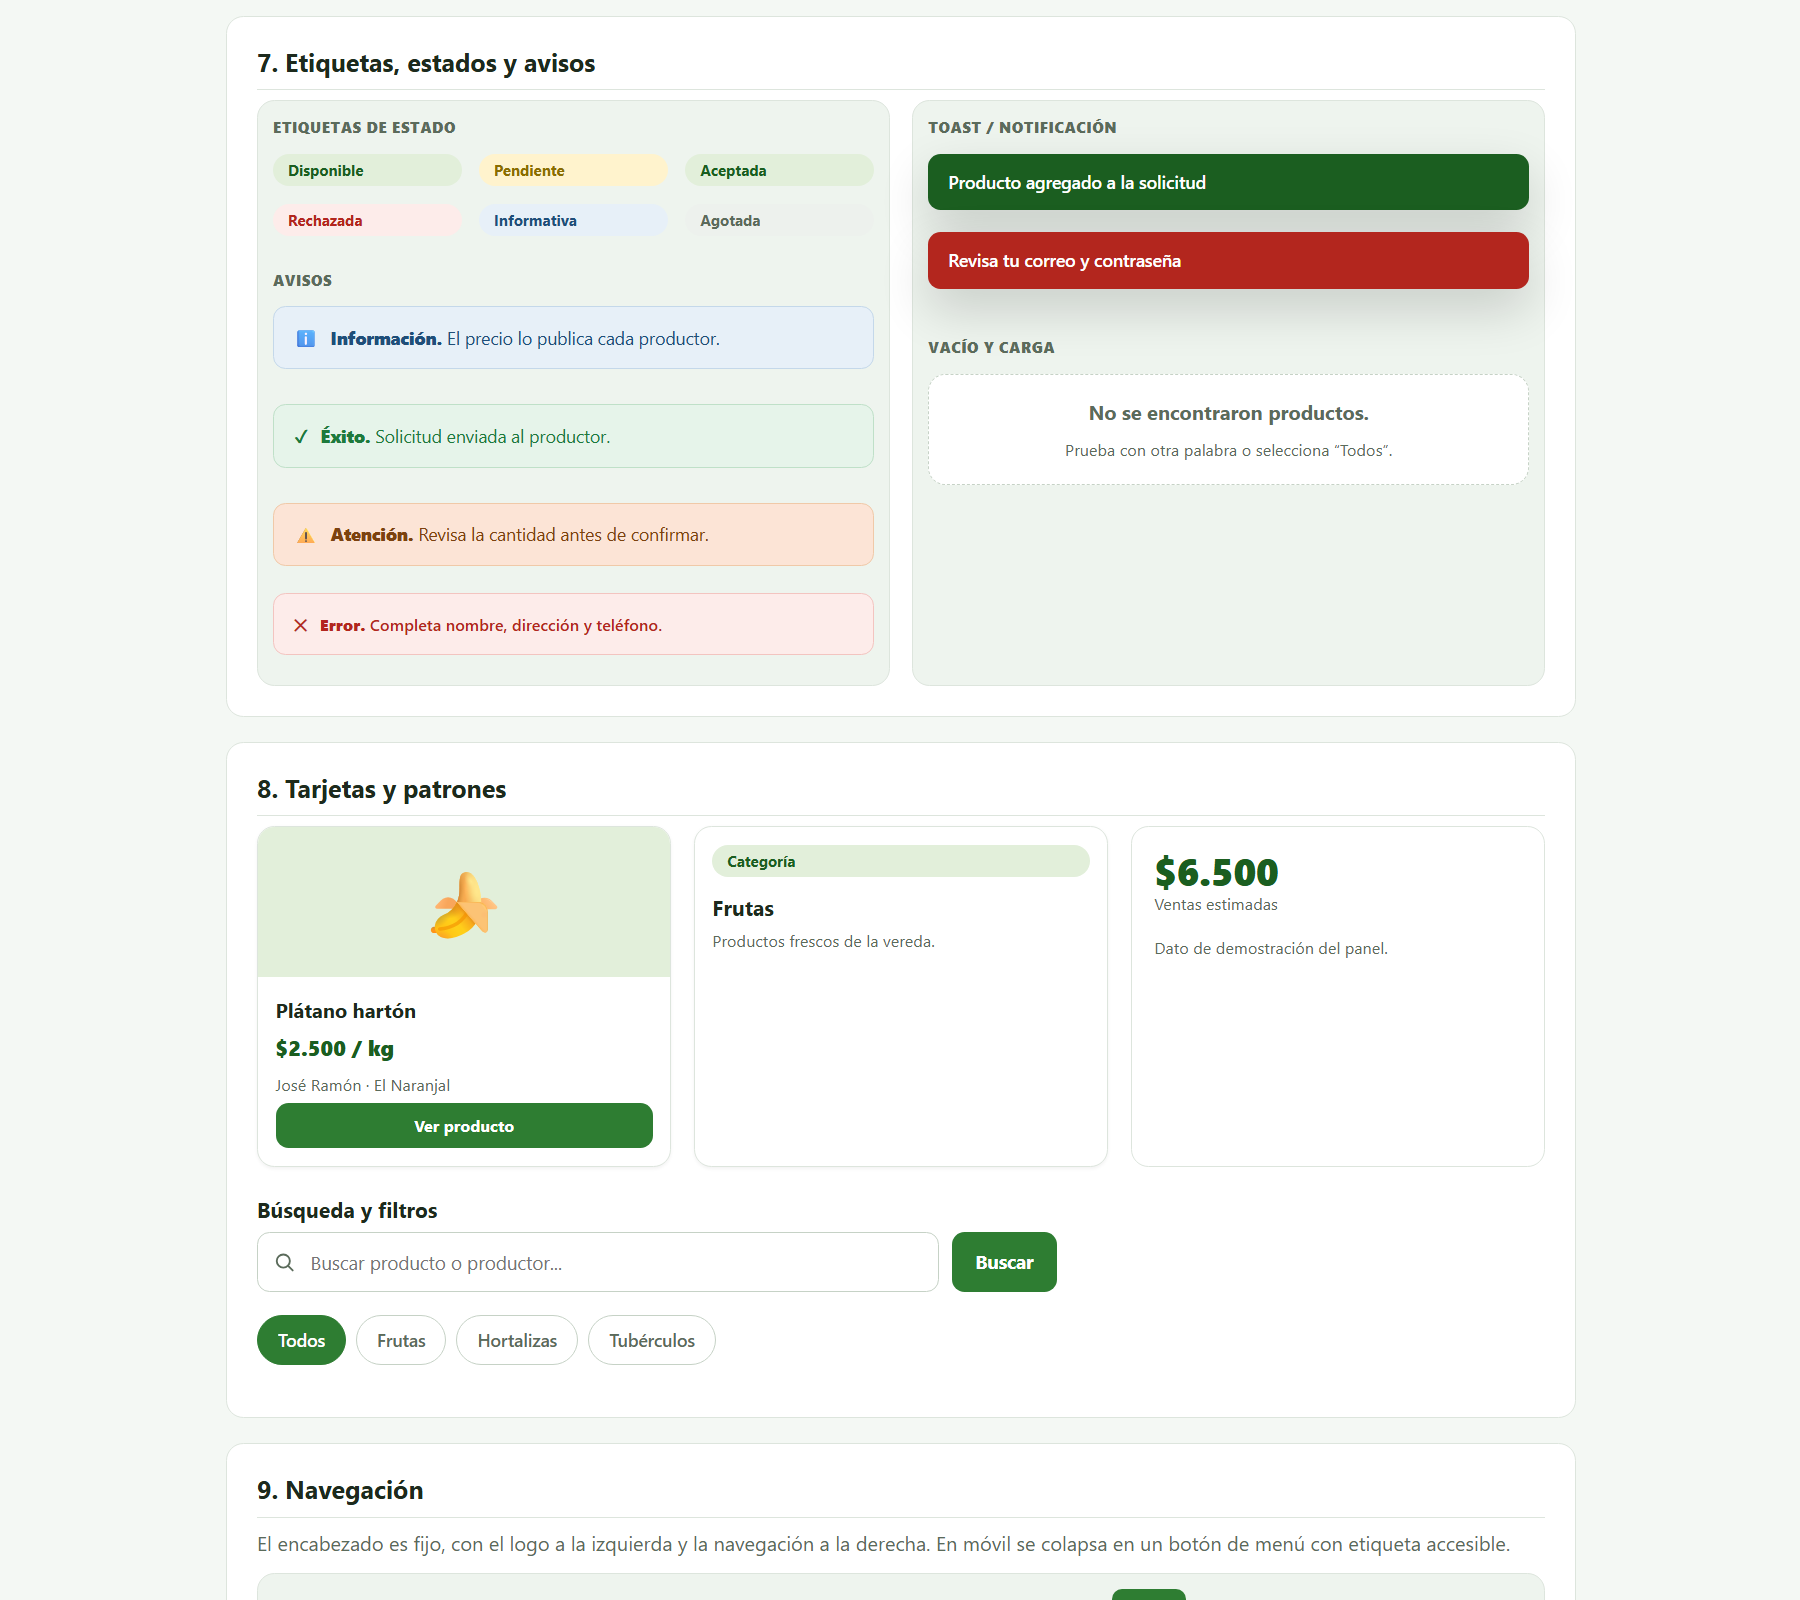 7. Etiquetas, estados y avisos
ETIQUETAS DE ESTADO
Disponible
Pendiente
Aceptada
Rechazada
Informativa
Agotada
AVISOS
Información. El precio lo publica cada productor.
✓ Éxito. Solicitud enviada al productor.
Atención. Revisa la cantidad antes de confirmar.
✕ Error. Completa nombre, dirección y teléfono.
TOAST / NOTIFICACIÓN
Producto agregado a la solicitud
Revisa tu correo y contraseña
VACÍO Y CARGA
No se encontraron productos.
Prueba con otra palabra o selecciona “Todos”.
8. Tarjetas y patrones
Plátano hartón
$2.500 / kg
José Ramón · El Naranjal
Ver producto
Categoría
Frutas
Productos frescos de la vereda.
$6.500
Ventas estimadas
Dato de demostración del panel.
Búsqueda y filtros
Buscar producto o productor...
Buscar
Todos
Frutas
Hortalizas
Tubérculos
9. Navegación
El encabezado es fijo, con el logo a la izquierda y la navegación a la derecha. En móvil se colapsa en un botón de menú con etiqueta accesible.